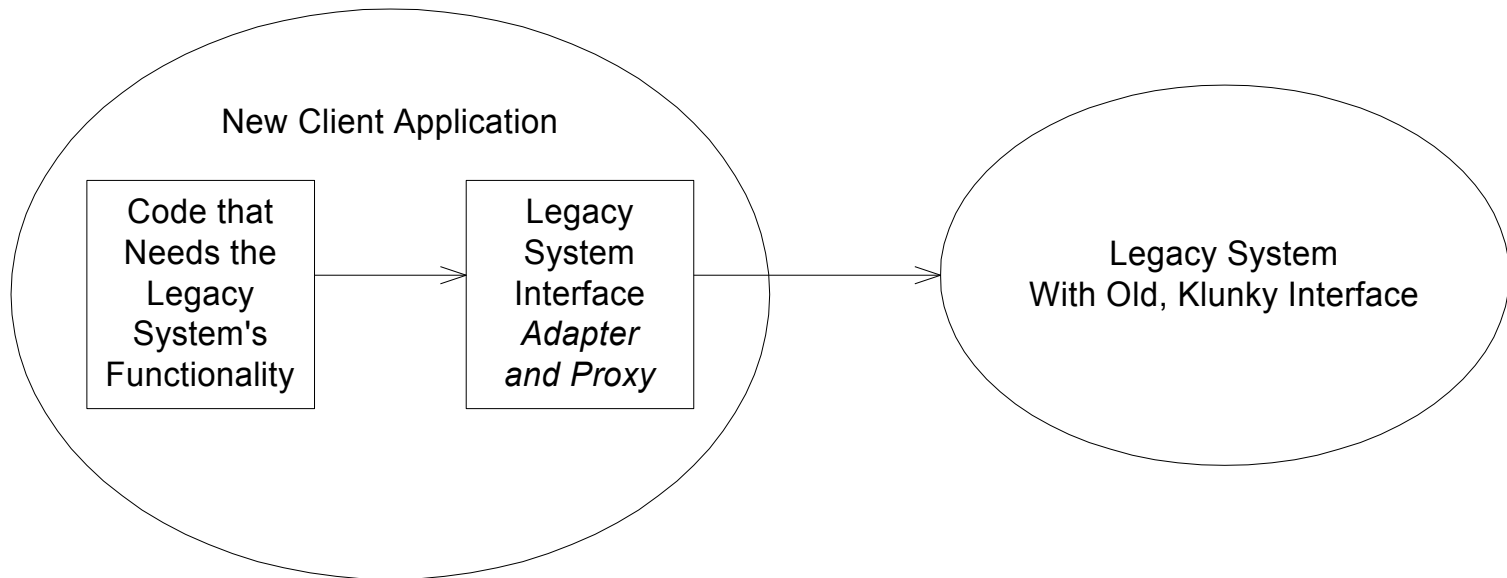 New Client Application
Code that
Needs the
Legacy
System's
Functionality
Legacy
System
Interface
Adapter
and Proxy
Legacy System
With Old, Klunky Interface